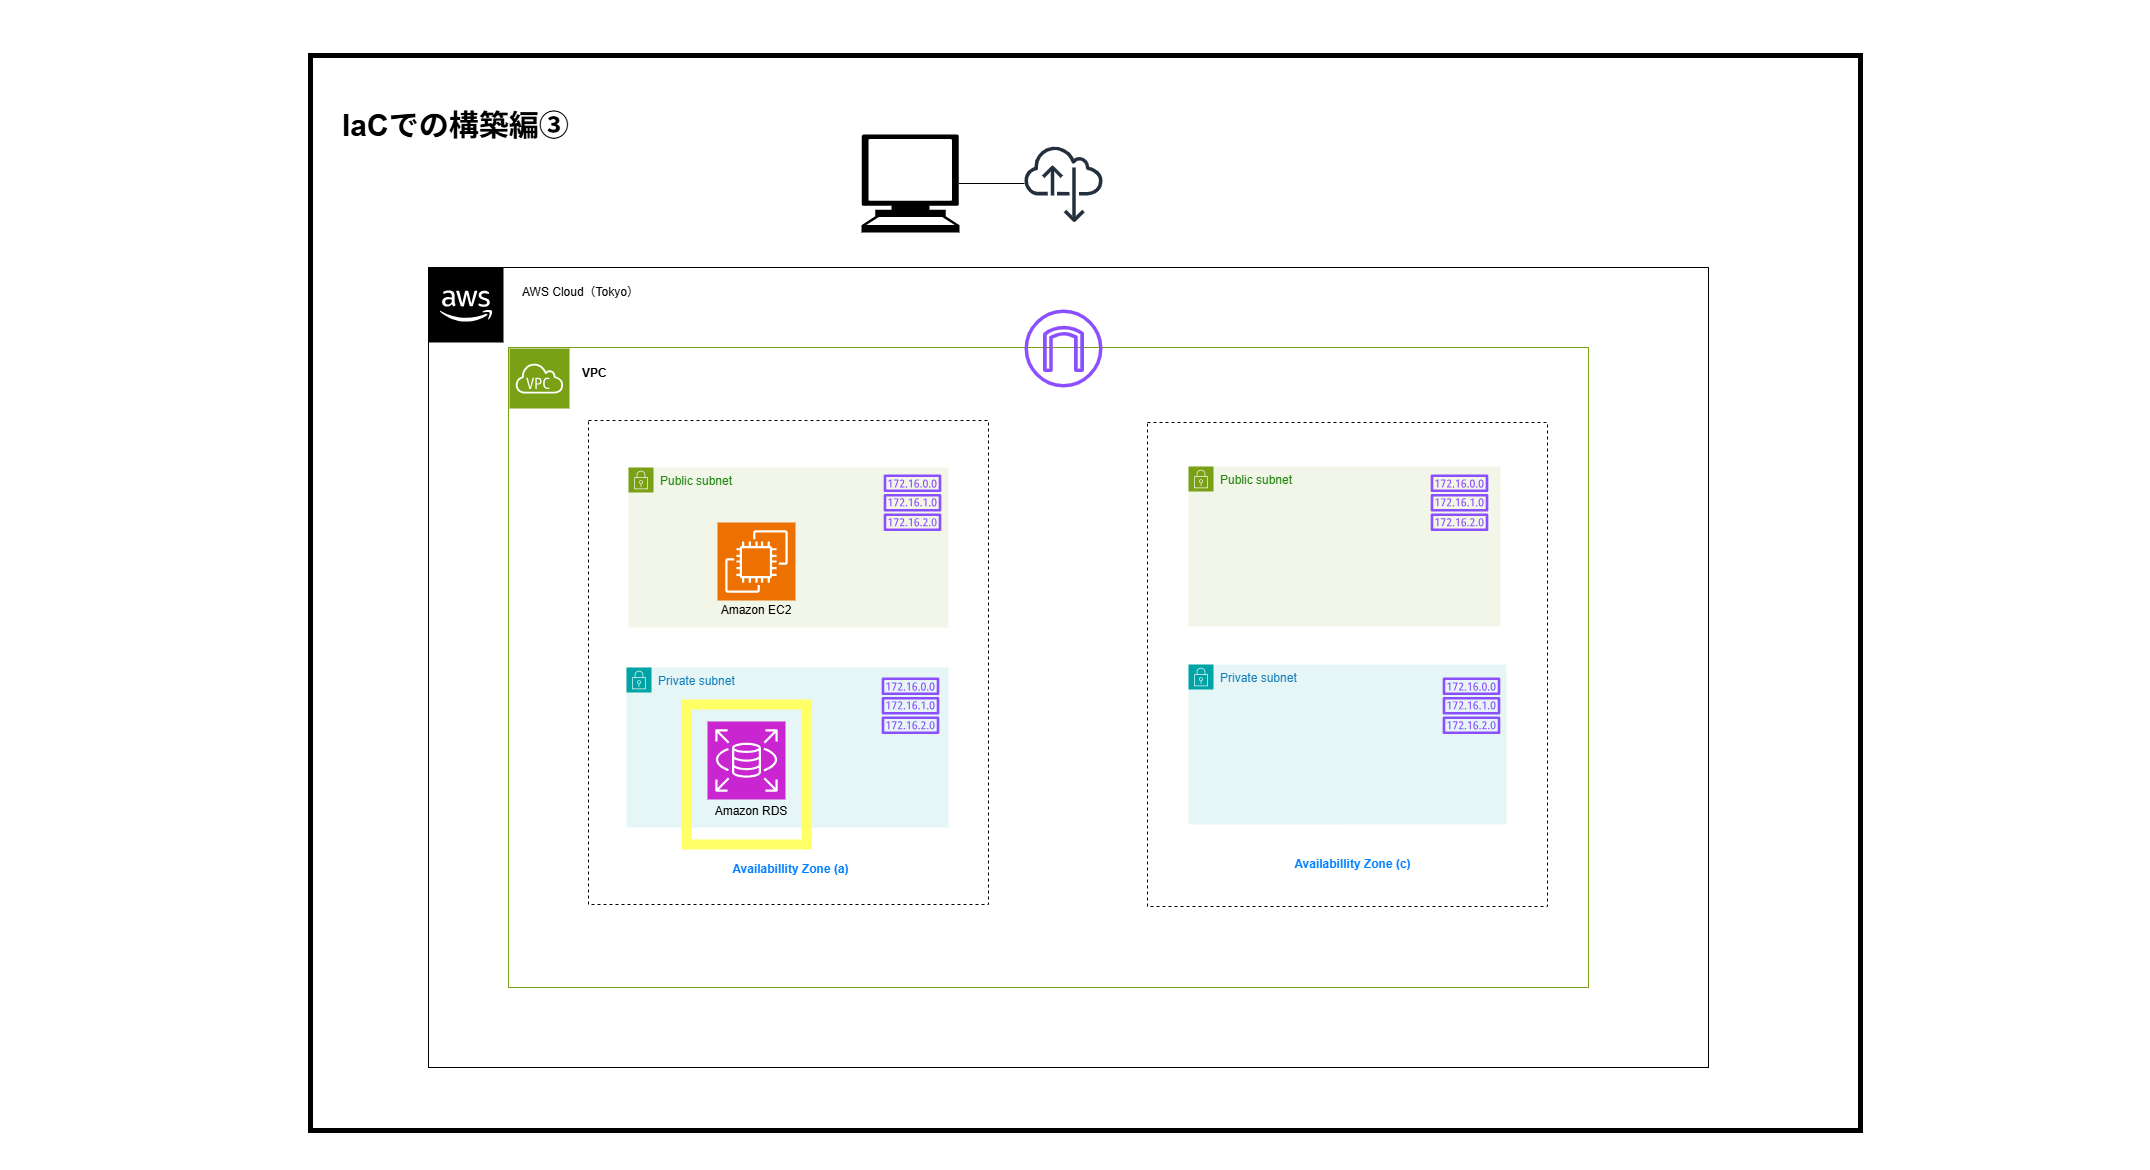 IaCでの構築編③
aws
AWS Cloud（Tokyo）
VPC
VPC
Public subnet
172.16.0.0
172.16.1.0
172.16.2.0
Amazon EC2
Private subnet
172.16.0.0
172.16.1.0
172.16.2.0
Amazon RDS
Availabillity Zone (a)
Public subnet
172.16.0.0
172.16.1.0
172.16.2.0
Private subnet
172.16.0.0
172.16.1.0
172.16.2.0
Availabillity Zone (c)